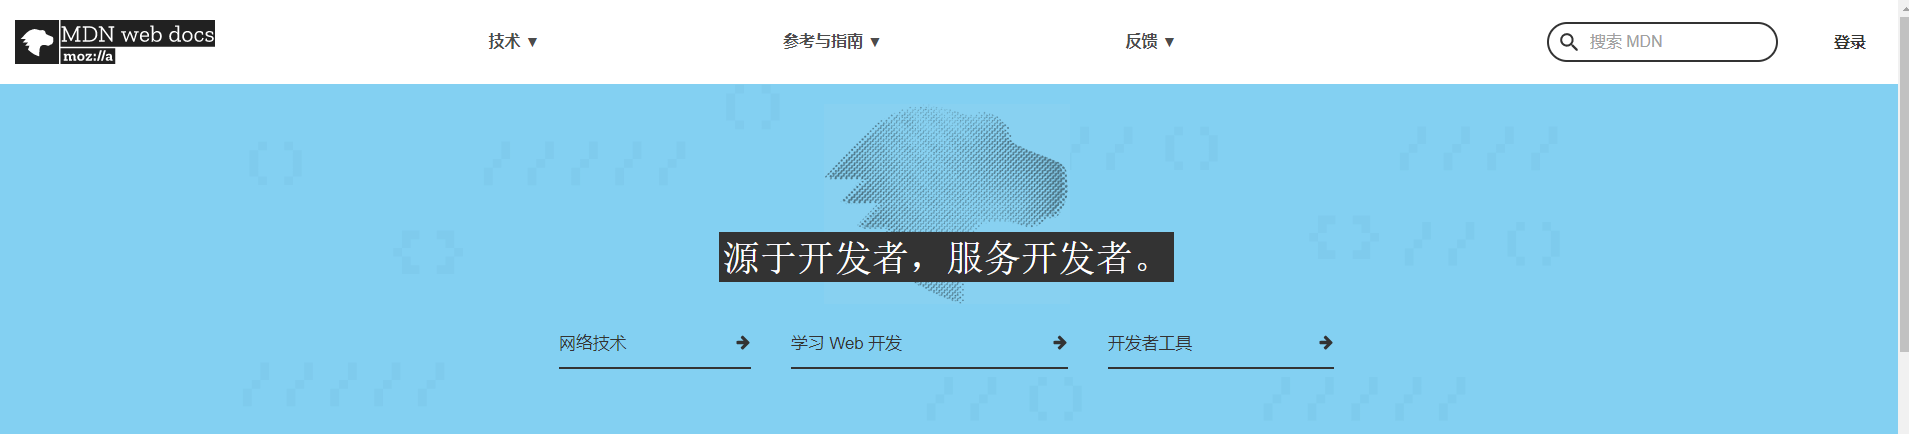 MDN web docs
moz://a
技术 ▼
参考与指南 ▼
反馈 ▼
搜索 MDN
登录
源于开发者，服务开发者。
网络技术
学习 Web 开发
开发者工具